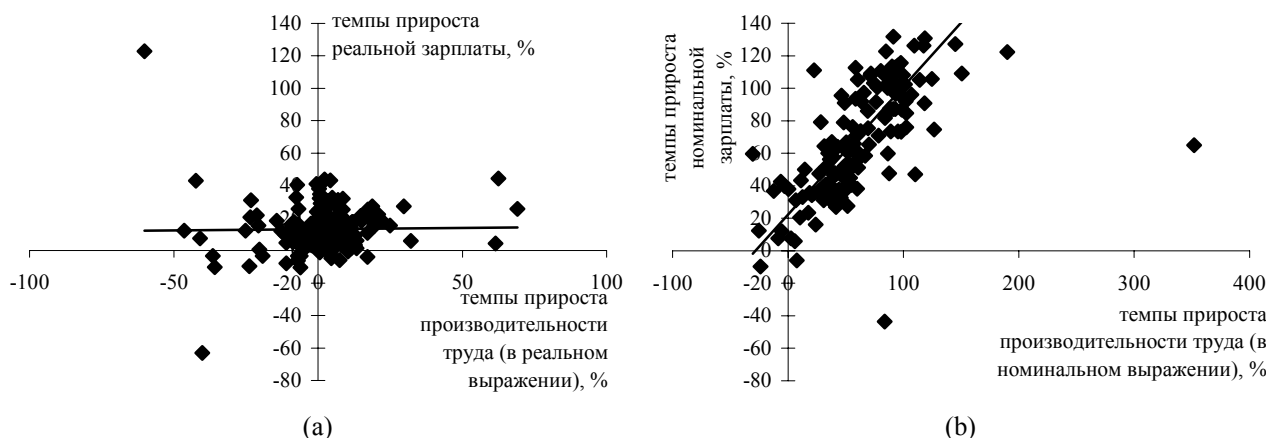 140
120
100
80
60
40
20
0
-20
-40
-60
-80
-50
0
50
100
темпы прироста
реальной зарплаты, %
темпы прироста
производительности
труда (в реальном
выражении), %
(a)
140
120
100
80
60
40
20
0
-20
-40
-60
-80
-100
0
100
200
300
400
темпы прироста
номинальной
зарплаты, %
темпы прироста
производительности труда (в
номинальном выражении), %
(b)